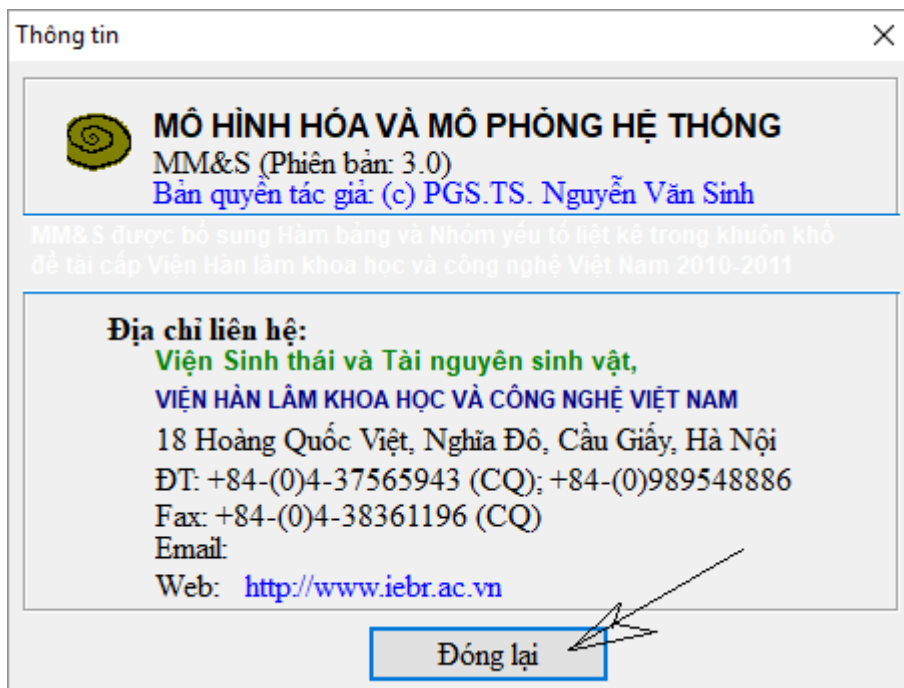 Thông tin
MÔ HÌNH HÓA VÀ MÔ PHỎNG HỆ THỐNG
MM&S (Phiên bản: 3.0)
Bản quyền tác giả: (c) PGS.TS. Nguyễn Văn Sinh
MM&S được bổ sung Hàm bảng và Nhóm yếu tố liệt kê trong khuôn khổ
đề tài cấp Viện Hàn lâm khoa học và công nghệ Việt Nam 2010-2011
Địa chỉ liên hệ:
Viện Sinh thái và Tài nguyên sinh vật,
VIỆN HÀN LÂM KHOA HỌC VÀ CÔNG NGHỆ VIỆT NAM
18 Hoàng Quốc Việt, Nghĩa Đô, Cầu Giấy, Hà Nội
ĐT: +84-(0)4-37565943 (CQ); +84-(0)989548886
Fax: +84-(0)4-38361196 (CQ)
Email:
Web: http://www.iebr.ac.vn
Đóng lại